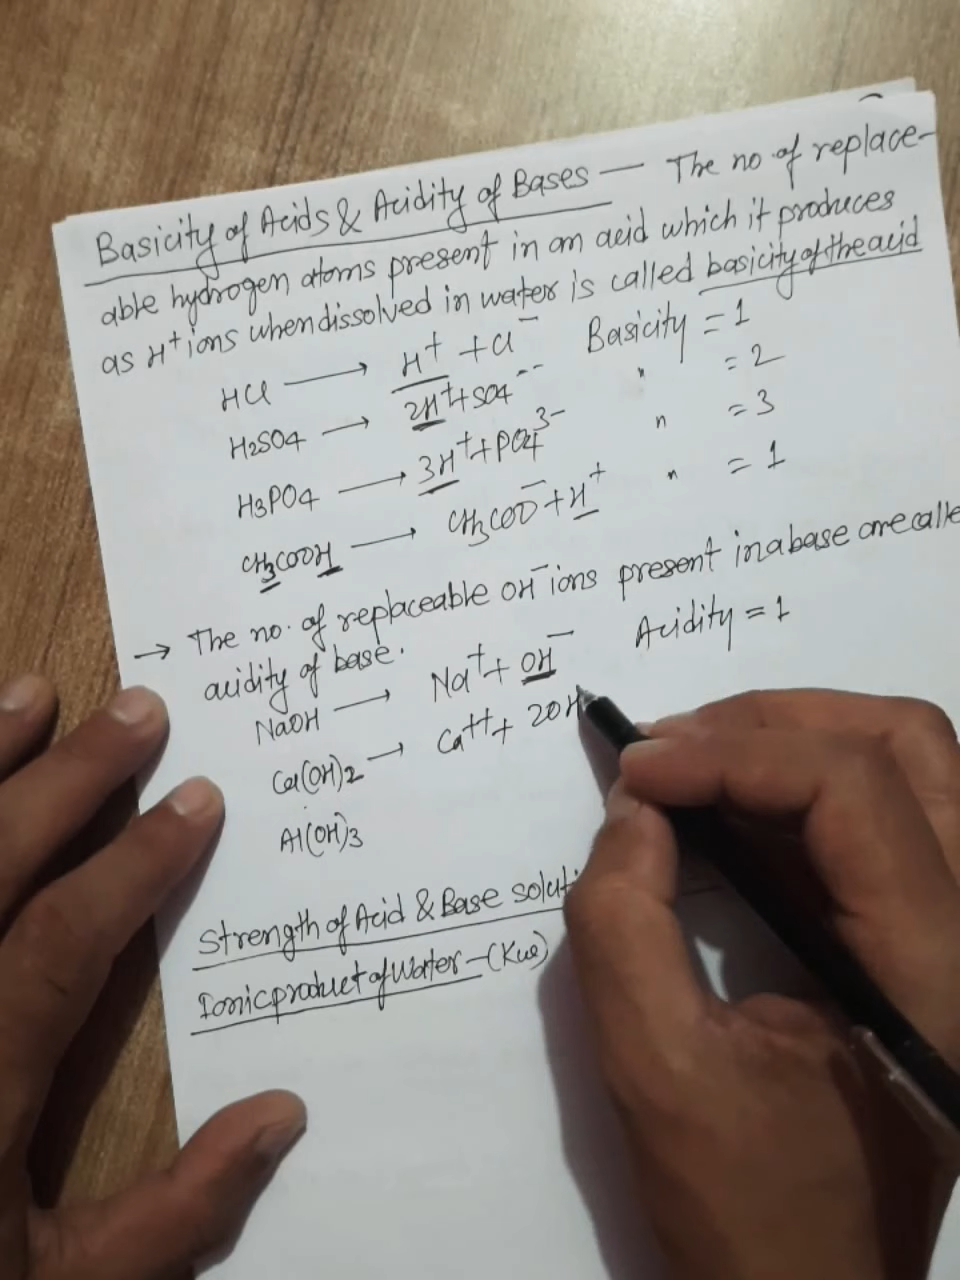 Basicity of Acids & Acidity of Bases — The no. of replace-
able hydrogen atoms present in an acid which it produces
as H⁺ ions when dissolved in water is called basicity of the acid
HCl → H⁺ + Cl⁻ Basicity = 1
H2SO4 → 2H⁺ + SO4⁻⁻ " = 2
H3PO4 → 3H⁺ + PO4³⁻ " = 3
CH3COOH → CH3COO⁻ + H⁺ " = 1
→ The no. of replaceable OH⁻ ions present in a base are calle
acidity of base.
NaOH → Na⁺ + OH⁻ Acidity = 1
Ca(OH)2 → Ca⁺⁺ + 2OH
Al(OH)3
Strength of Acid & Base soluti
Ionic product of Water — (Kw)